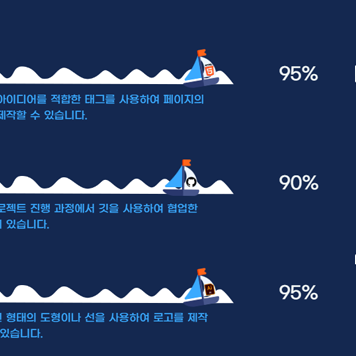 95%
아이디어를 적합한 태그를 사용하여 페이지의
제작할 수 있습니다.
90%
로젝트 진행 과정에서 깃을 사용하여 협업한
있습니다.
95%
형태의 도형이나 선을 사용하여 로고를 제작
있습니다.